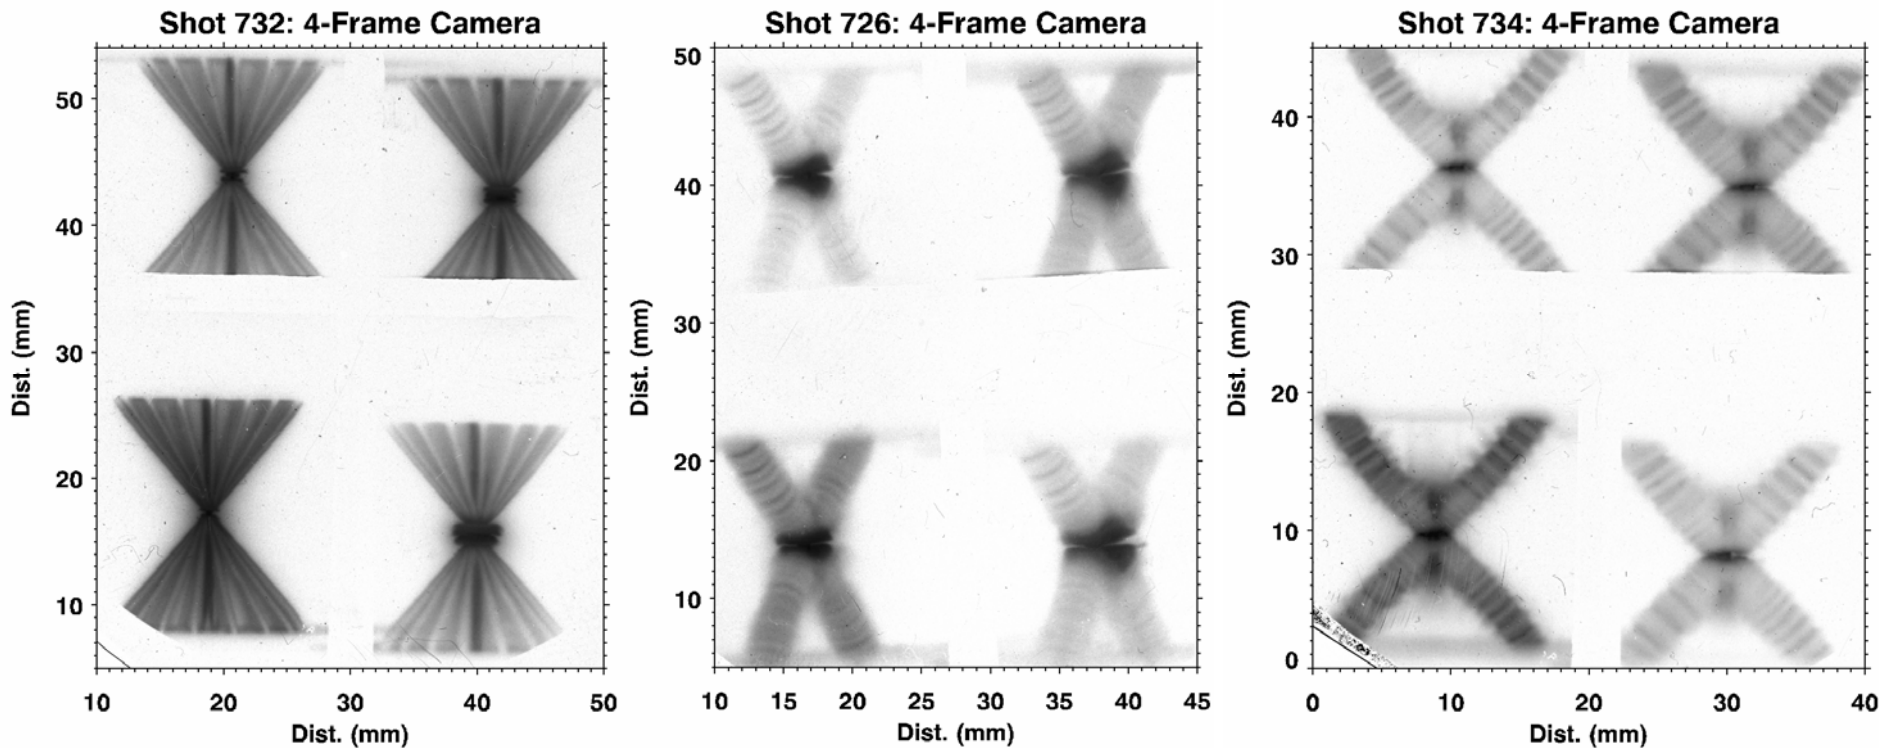 Shot 732: 4-Frame Camera
Dist. (mm)
50
40
30
20
10
10 20 30 40 50
Dist. (mm)
Shot 726: 4-Frame Camera
Dist. (mm)
50
40
30
20
10
10 15 20 25 30 35 40 45
Dist. (mm)
Shot 734: 4-Frame Camera
Dist. (mm)
40
30
20
10
0
0 10 20 30 40
Dist. (mm)